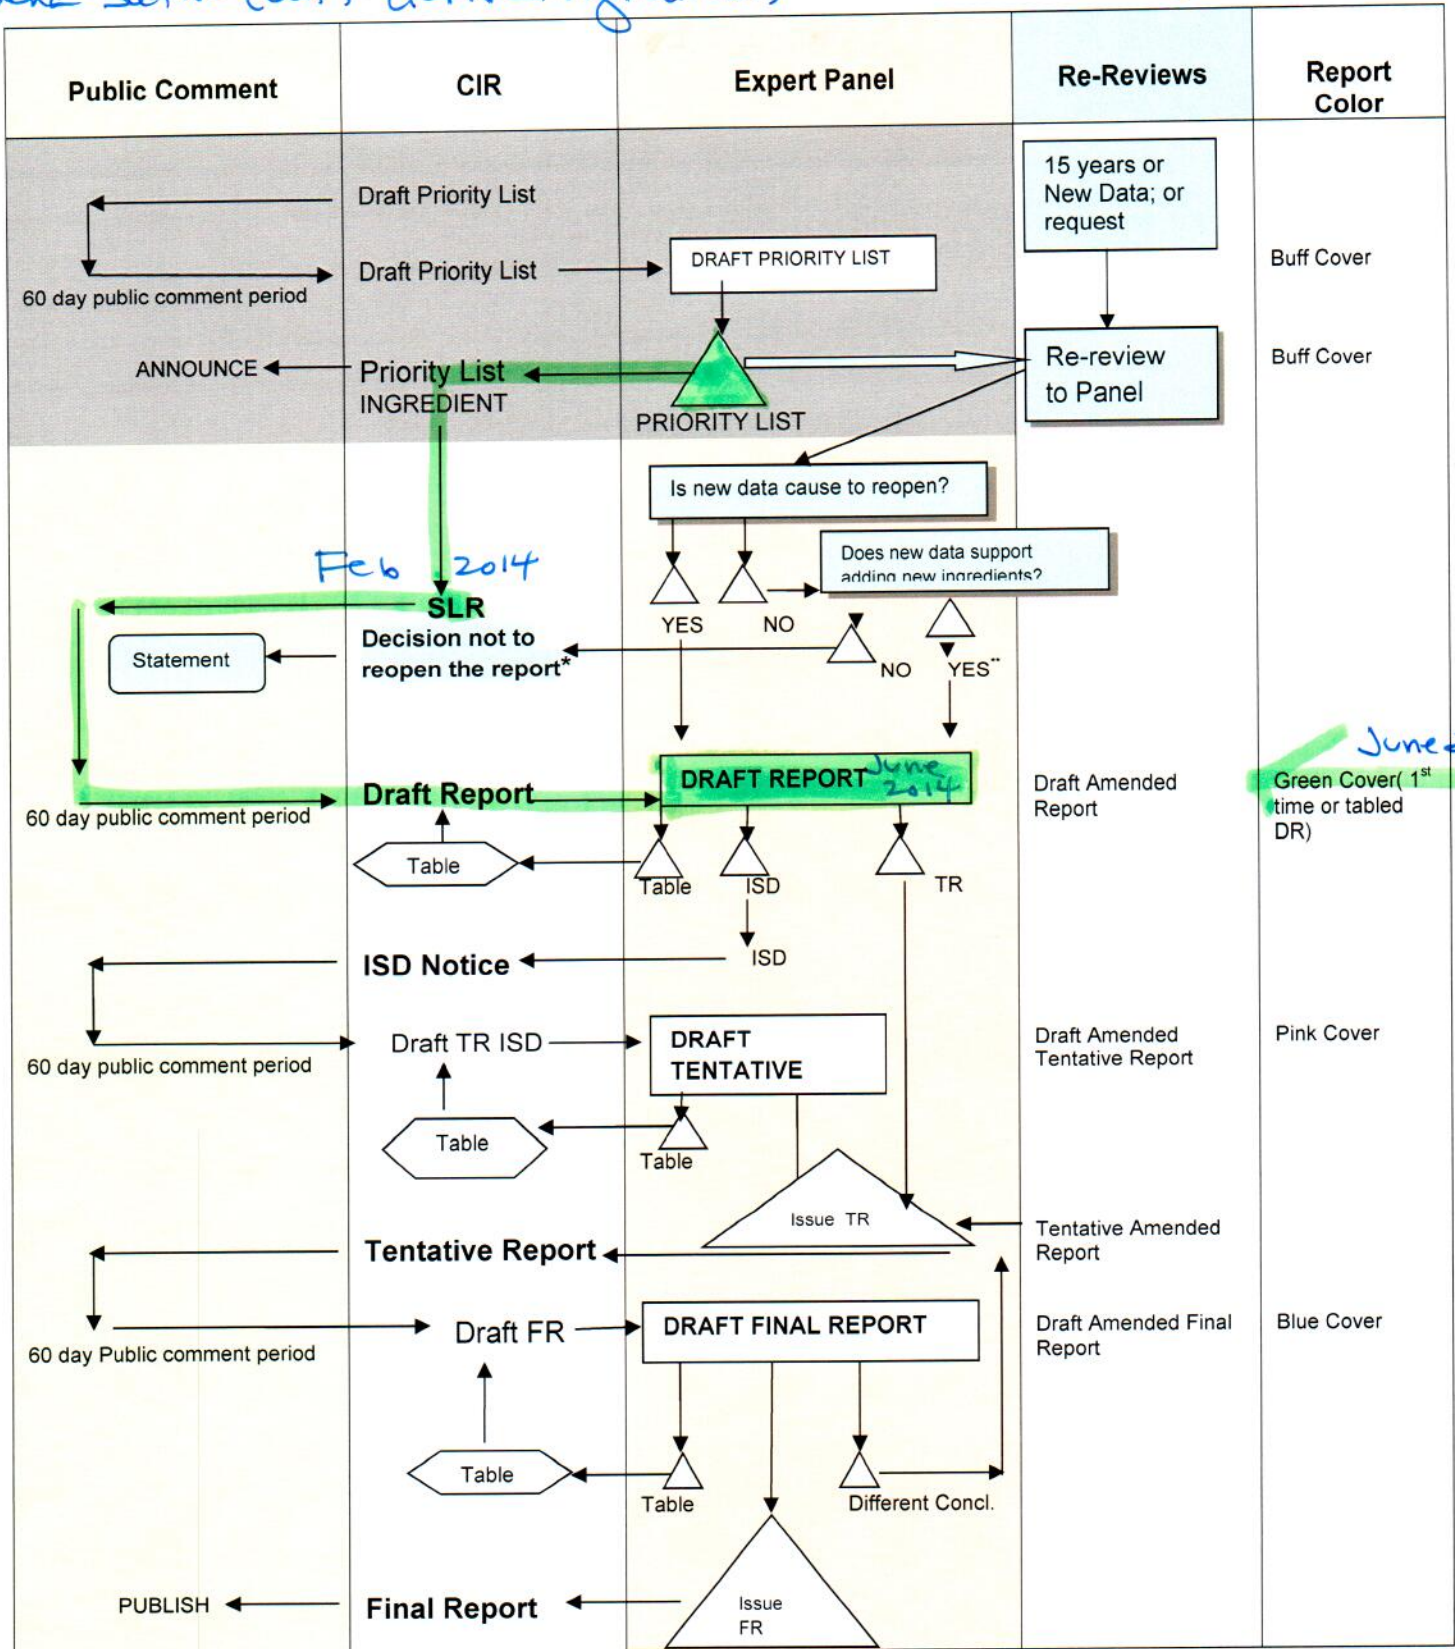 Public Comment
CIR
Expert Panel
Re-Reviews
Report
Color
15 years or
New Data; or
request
Draft Priority List
Draft Priority List
DRAFT PRIORITY LIST
Buff Cover
60 day public comment period
ANNOUNCE
Priority List
INGREDIENT
PRIORITY LIST
Re-review
to Panel
Buff Cover
Is new data cause to reopen?
Does new data support
adding new ingredients?
Feb 2014
SLR
YES
NO
Statement
Decision not to
reopen the report*
NO
YES**
June
Draft Report
DRAFT REPORT
June
2014
Draft Amended
Report
Green Cover( 1st
time or tabled
DR)
60 day public comment period
Table
Table
ISD
TR
ISD Notice
ISD
60 day public comment period
Draft TR ISD
DRAFT
TENTATIVE
Draft Amended
Tentative Report
Pink Cover
Table
Table
Issue TR
Tentative Report
Tentative Amended
Report
60 day Public comment period
Draft FR
DRAFT FINAL REPORT
Draft Amended Final
Report
Blue Cover
Table
Table
Different Concl.
PUBLISH
Final Report
Issue
FR